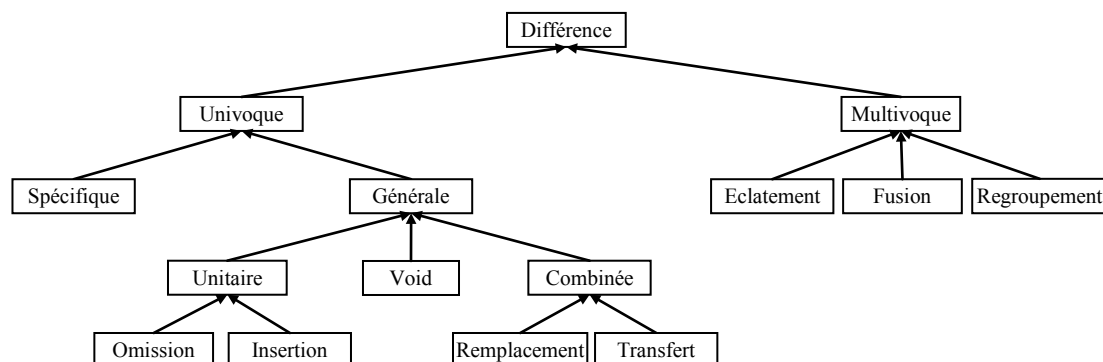 Différence
Univoque
Multivoque
Spécifique
Générale
Eclatement
Fusion
Regroupement
Unitaire
Void
Combinée
Omission
Insertion
Remplacement
Transfert